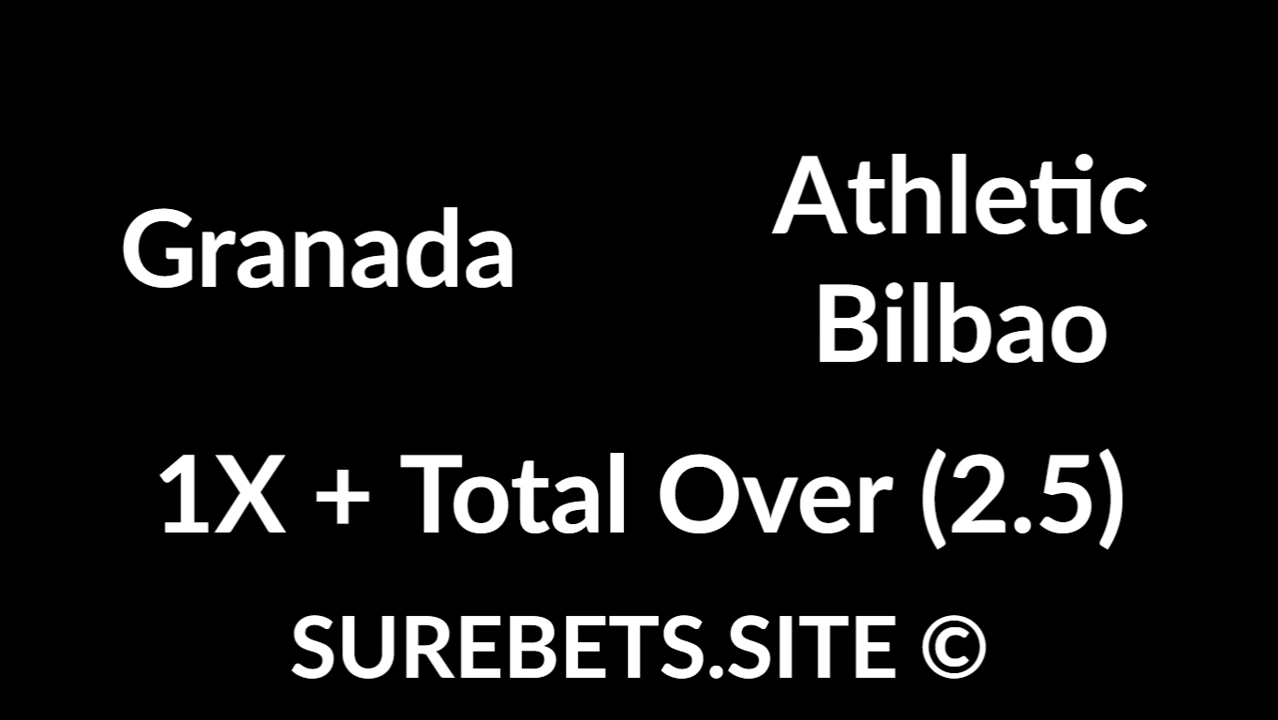 Granada
Athletic
Bilbao
1X + Total Over (2.5)
SUREBETS.SITE ©